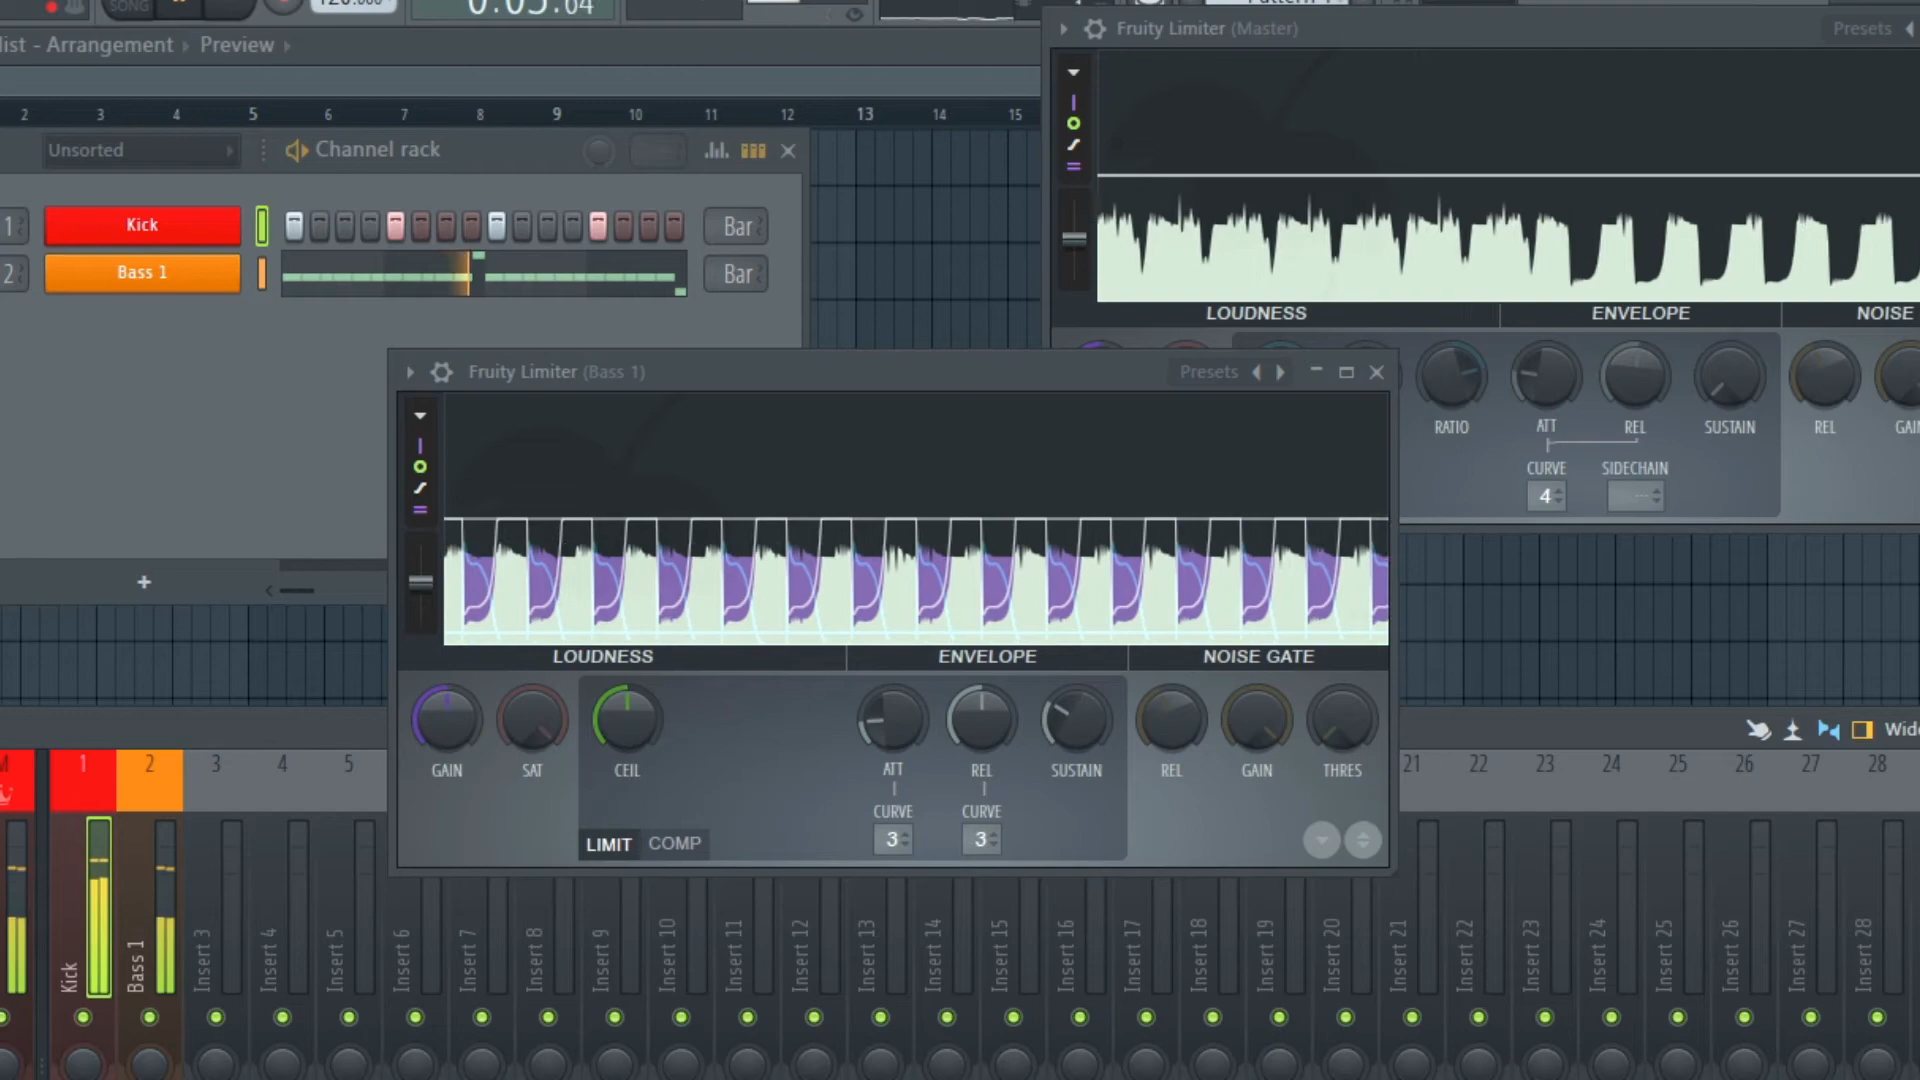 SONG
0:05:64
list - Arrangement Preview
Fruity Limiter (Master)
Presets
2 3 4 5 6 7 8 9 10 11 12 13 14 15
Unsorted
Channel rack
1 Kick Bar
2 Bass 1 Bar
LOUDNESS ENVELOPE NOISE
RATIO ATT REL SUSTAIN REL GAIN
CURVE SIDECHAIN
4 ---
Fruity Limiter (Bass 1)
Presets
LOUDNESS ENVELOPE NOISE GATE
GAIN SAT CEIL ATT REL SUSTAIN REL GAIN THRES
CURVE CURVE
LIMIT COMP 3 3
+
Wide
M 1 2 3 4 5 21 22 23 24 25 26 27 28
Kick
Bass 1
Insert 3
Insert 4
Insert 5
Insert 6
Insert 7
Insert 8
Insert 9
Insert 10
Insert 11
Insert 12
Insert 13
Insert 14
Insert 15
Insert 16
Insert 17
Insert 18
Insert 19
Insert 20
Insert 21
Insert 22
Insert 23
Insert 24
Insert 25
Insert 26
Insert 27
Insert 28